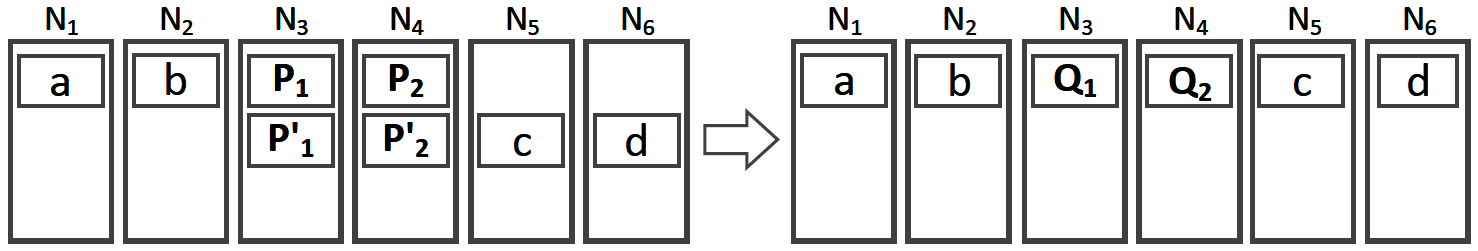 N₁ N₂ N₃ N₄ N₅ N₆ N₁ N₂ N₃ N₄ N₅ N₆
a b P₁ P₂ a b Q₁ Q₂ c d
P'₁ P'₂ c d